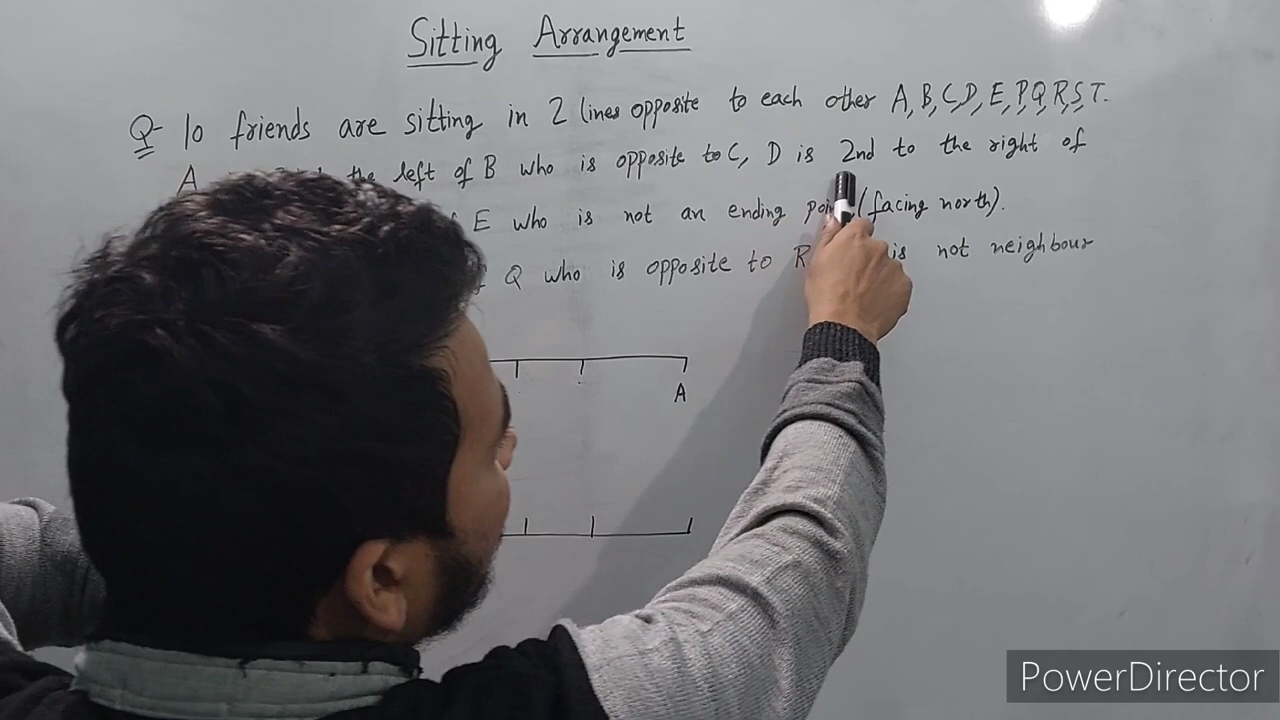 Sitting Arrangement
Q- 10 friends are sitting in 2 lines opposite to each other A, B, C, D, E, P, Q, R, S, T.
A the left of B who is opposite to C, D is 2nd to the right of
E who is not an ending (facing north).
Q who is opposite to R is not neighbour
A
PowerDirector